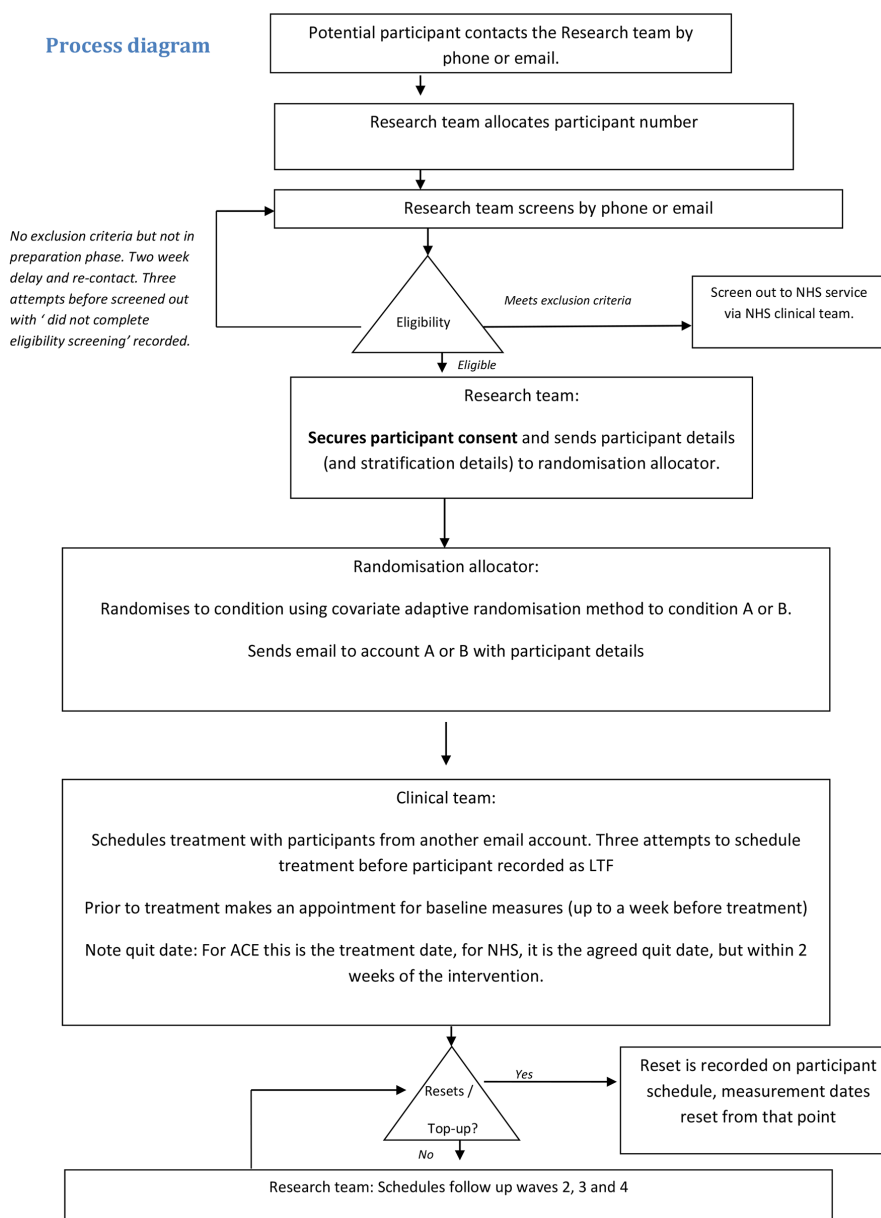 Process diagram
Potential participant contacts the Research team by
phone or email.
Research team allocates participant number
Research team screens by phone or email
No exclusion criteria but not in
preparation phase. Two week
delay and re-contact. Three
attempts before screened out
with ‘ did not complete
eligibility screening’ recorded.
Eligibility
Meets exclusion criteria
Screen out to NHS service
via NHS clinical team.
Eligible
Research team:
Secures participant consent and sends participant details
(and stratification details) to randomisation allocator.
Randomisation allocator:
Randomises to condition using covariate adaptive randomisation method to condition A or B.
Sends email to account A or B with participant details
Clinical team:
Schedules treatment with participants from another email account. Three attempts to schedule
treatment before participant recorded as LTF
Prior to treatment makes an appointment for baseline measures (up to a week before treatment)
Note quit date: For ACE this is the treatment date, for NHS, it is the agreed quit date, but within 2
weeks of the intervention.
Resets /
Top-up?
Yes
Reset is recorded on participant
schedule, measurement dates
reset from that point
No
Research team: Schedules follow up waves 2, 3 and 4